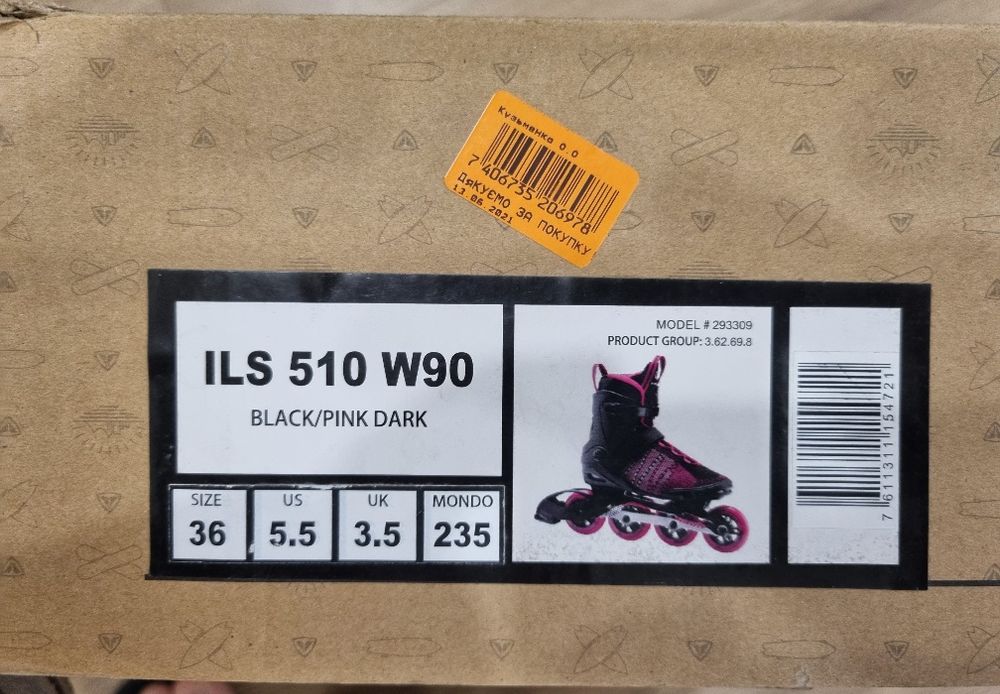 Кузьменко О.О
7 406735 206978
ДЯКУЄМО ЗА ПОКУПКУ
13.06.2021
ILS 510 W90
BLACK/PINK DARK
SIZE
36
US
5.5
UK
3.5
MONDO
235
MODEL # 293309
PRODUCT GROUP: 3.62.69.8
7 611311 154721